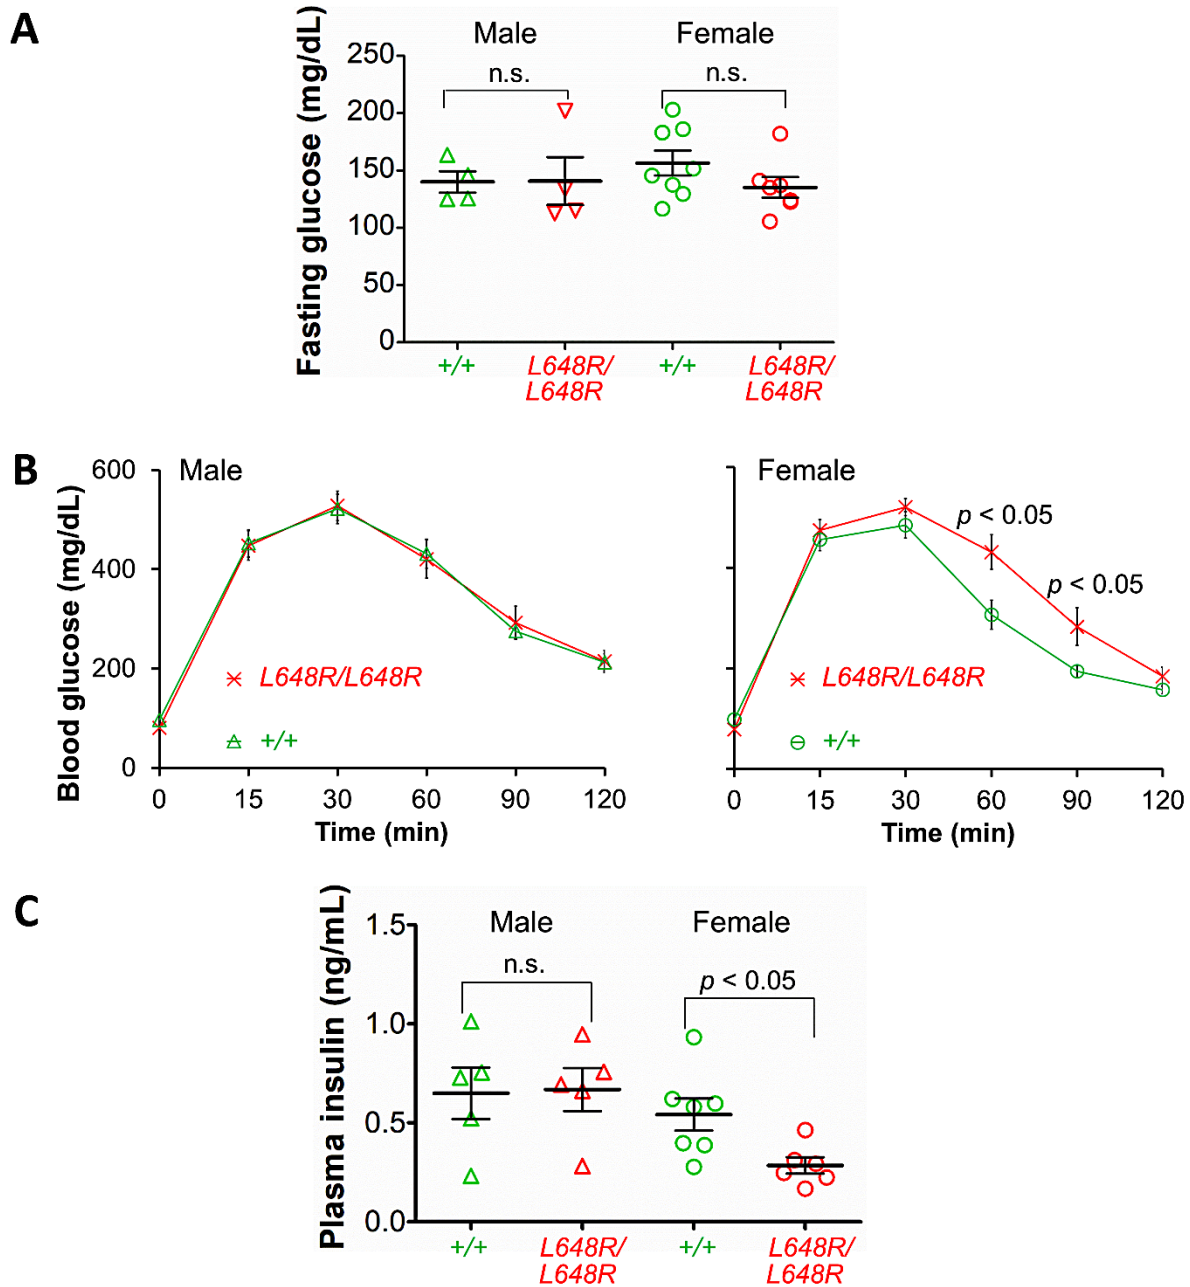 A
Fasting glucose (mg/dL)
Male
Female
n.s.
n.s.
250
200
150
100
50
0
+/+
L648R/
L648R
+/+
L648R/
L648R
B
Blood glucose (mg/dL)
Male
600
400
200
0
L648R/L648R
+/+
0 15 30 60 90 120
Time (min)
Female
p < 0.05
p < 0.05
L648R/L648R
+/+
0 15 30 60 90 120
Time (min)
C
Plasma insulin (ng/mL)
Male
Female
n.s.
p < 0.05
1.5
1.0
0.5
0.0
+/+
L648R/
L648R
+/+
L648R/
L648R